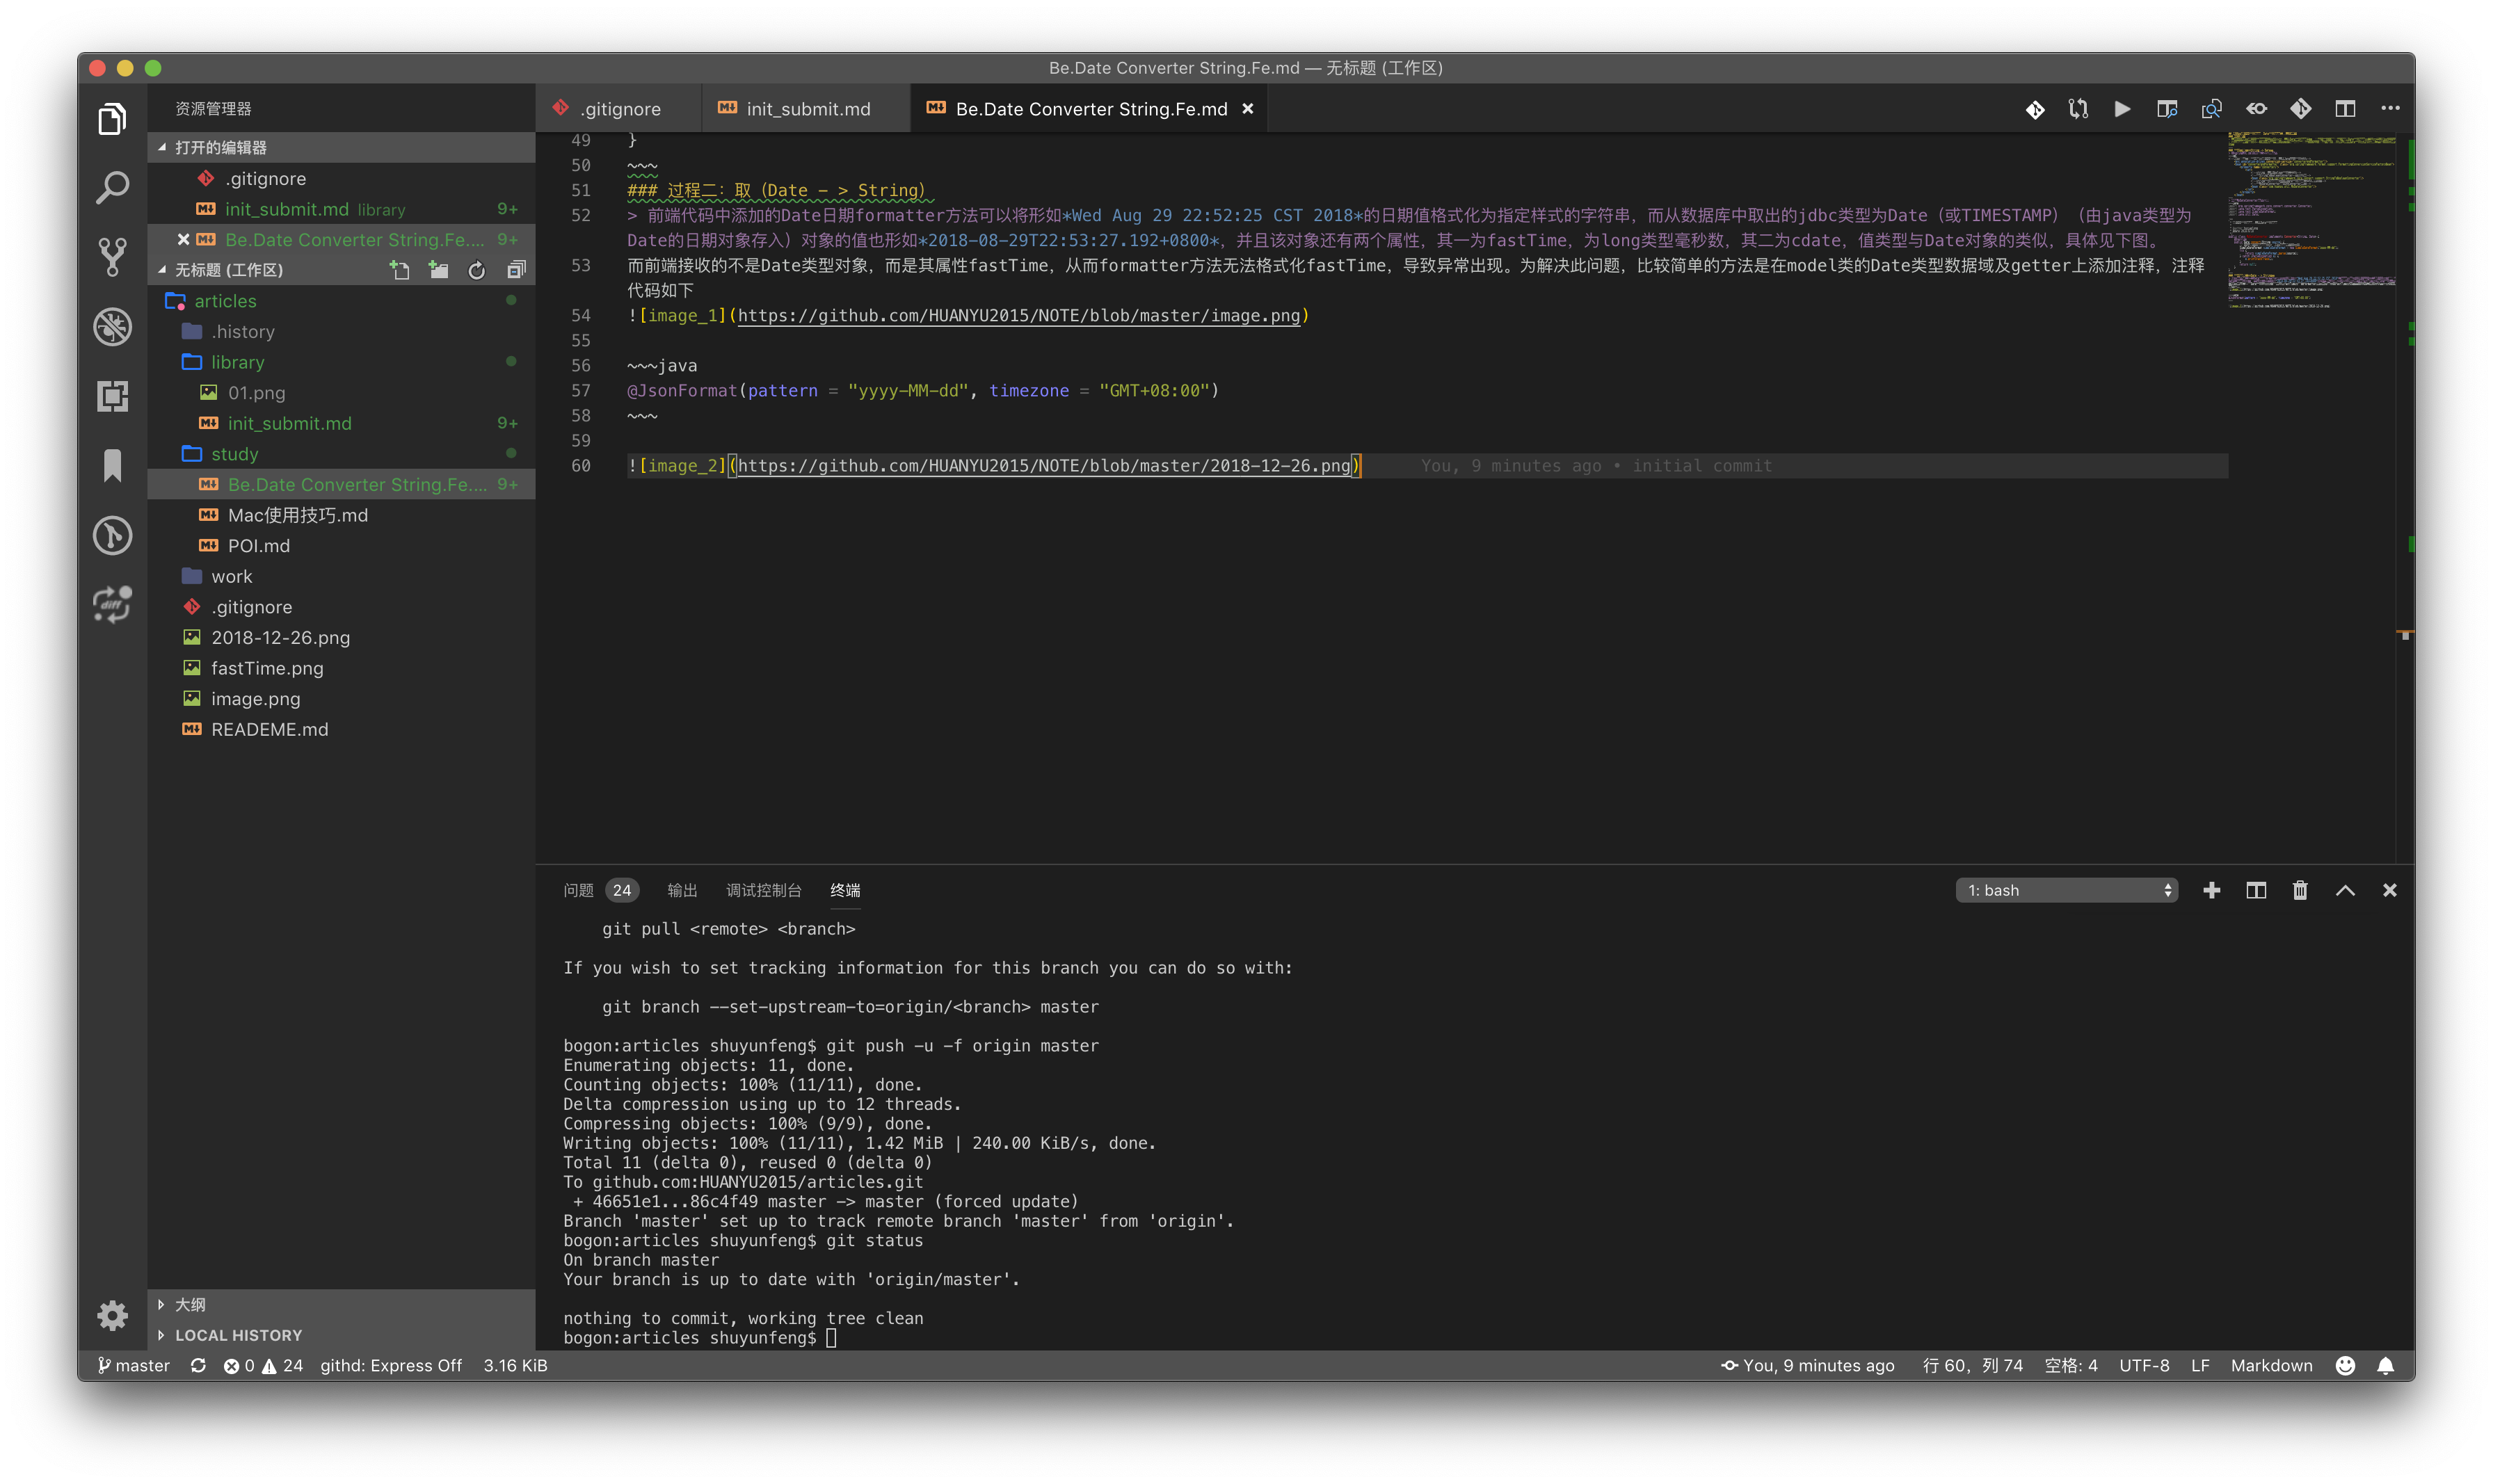 Be.Date Converter String.Fe.md — 无标题 (工作区)
资源管理器
打开的编辑器
.gitignore
init_submit.md library 9+
Be.Date Converter String.Fe.... 9+
无标题 (工作区)
articles
.history
library
01.png
init_submit.md 9+
study
Be.Date Converter String.Fe.... 9+
Mac使用技巧.md
POI.md
work
.gitignore
2018-12-26.png
fastTime.png
image.png
READEME.md
大纲
LOCAL HISTORY
diff
.gitignore
init_submit.md
Be.Date Converter String.Fe.md
49 }
50 ~~~
51 ### 过程二：取（Date - > String）
52 > 前端代码中添加的Date日期formatter方法可以将形如*Wed Aug 29 22:52:25 CST 2018*的日期值格式化为指定样式的字符串，而从数据库中取出的jdbc类型为Date（或TIMESTAMP）（由java类型为
Date的日期对象存入）对象的值也形如*2018-08-29T22:53:27.192+0800*，并且该对象还有两个属性，其一为fastTime，为long类型毫秒数，其二为cdate，值类型与Date对象的类似，具体见下图。
53 而前端接收的不是Date类型对象，而是其属性fastTime，从而formatter方法无法格式化fastTime，导致异常出现。为解决此问题，比较简单的方法是在model类的Date类型数据域及getter上添加注释，注释
代码如下
54 ![image_1](https://github.com/HUANYU2015/NOTE/blob/master/image.png)
55
56 ~~~java
57 @JsonFormat(pattern = "yyyy-MM-dd", timezone = "GMT+08:00")
58 ~~~
59
60 ![image_2](https://github.com/HUANYU2015/NOTE/blob/master/2018-12-26.png) You, 9 minutes ago • initial commit
问题 24 输出 调试控制台 终端 1: bash
git pull <remote> <branch>
If you wish to set tracking information for this branch you can do so with:
git branch --set-upstream-to=origin/<branch> master
bogon:articles shuyunfeng$ git push -u -f origin master
Enumerating objects: 11, done.
Counting objects: 100% (11/11), done.
Delta compression using up to 12 threads.
Compressing objects: 100% (9/9), done.
Writing objects: 100% (11/11), 1.42 MiB | 240.00 KiB/s, done.
Total 11 (delta 0), reused 0 (delta 0)
To github.com:HUANYU2015/articles.git
+ 46651e1...86c4f49 master -> master (forced update)
Branch 'master' set up to track remote branch 'master' from 'origin'.
bogon:articles shuyunfeng$ git status
On branch master
Your branch is up to date with 'origin/master'.
nothing to commit, working tree clean
bogon:articles shuyunfeng$
master 0 24 githd: Express Off 3.16 KiB You, 9 minutes ago 行 60，列 74 空格: 4 UTF-8 LF Markdown